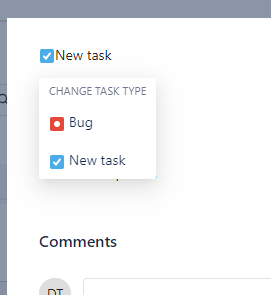 New task
CHANGE TASK TYPE
Bug
New task
Comments
DT